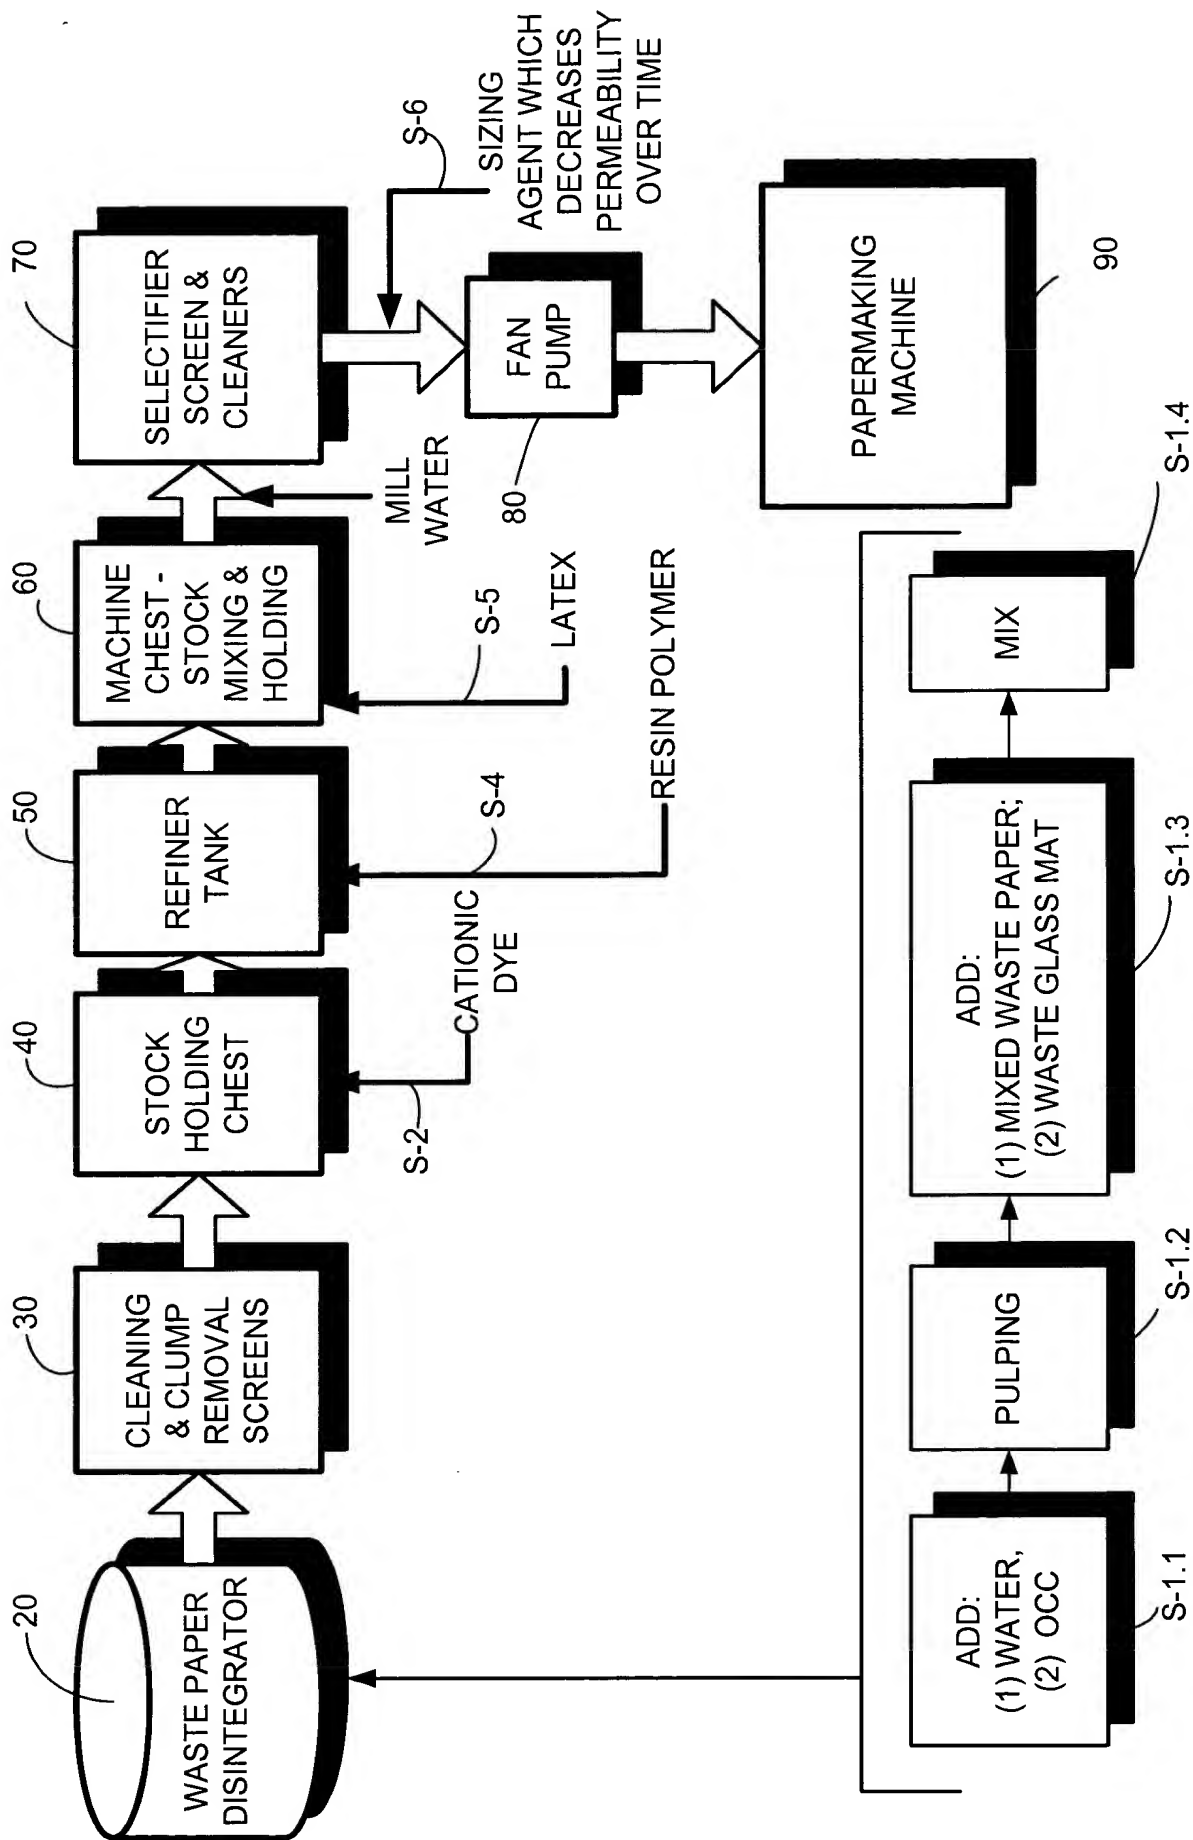 20
WASTE PAPER
DISINTEGRATOR
30
CLEANING
& CLUMP
REMOVAL
SCREENS
40
STOCK
HOLDING
CHEST
S-2
CATIONIC
DYE
50
REFINER
TANK
S-4
RESIN POLYMER
60
MACHINE
CHEST -
STOCK
MIXING &
HOLDING
S-5
LATEX
MILL
WATER
70
SELECTIFIER
SCREEN &
CLEANERS
S-6
SIZING
AGENT WHICH
DECREASES
PERMEABILITY
OVER TIME
80
FAN
PUMP
PAPERMAKING
MACHINE
90
ADD:
(1) WATER,
(2) OCC
S-1.1
PULPING
S-1.2
ADD:
(1) MIXED WASTE PAPER;
(2) WASTE GLASS MAT
S-1.3
MIX
S-1.4